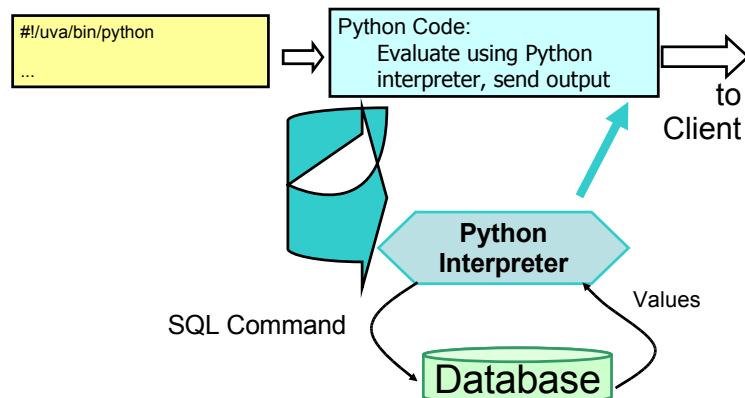 #!/uva/bin/python
...
Python Code:
Evaluate using Python
interpreter, send output
to
Client
Python
Interpreter
Values
SQL Command
Database